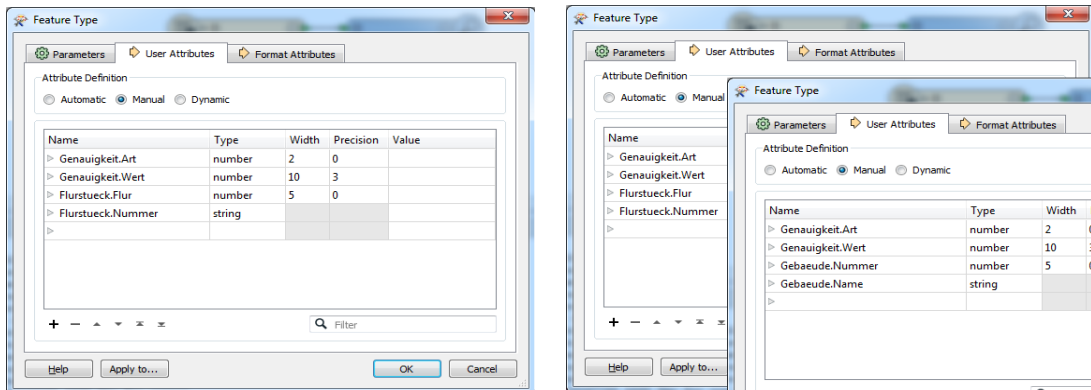 Feature Type
Parameters User Attributes Format Attributes
Attribute Definition
Automatic Manual Dynamic
Name Type Width Precision Value
Genauigkeit.Art number 2 0
Genauigkeit.Wert number 10 3
Flurstueck.Flur number 5 0
Flurstueck.Nummer string
Filter
Help Apply to... OK Cancel
Feature Type
Parameters User Attributes Format Attributes
Attribute Definition
Automatic Manual
Name
Genauigkeit.Art
Genauigkeit.Wert
Flurstueck.Flur
Flurstueck.Nummer
Help Apply to...
Feature Type
Parameters User Attributes Format Attributes
Attribute Definition
Automatic Manual Dynamic
Name Type Width
Genauigkeit.Art number 2
Genauigkeit.Wert number 10
Gebaeude.Nummer number 5
Gebaeude.Name string